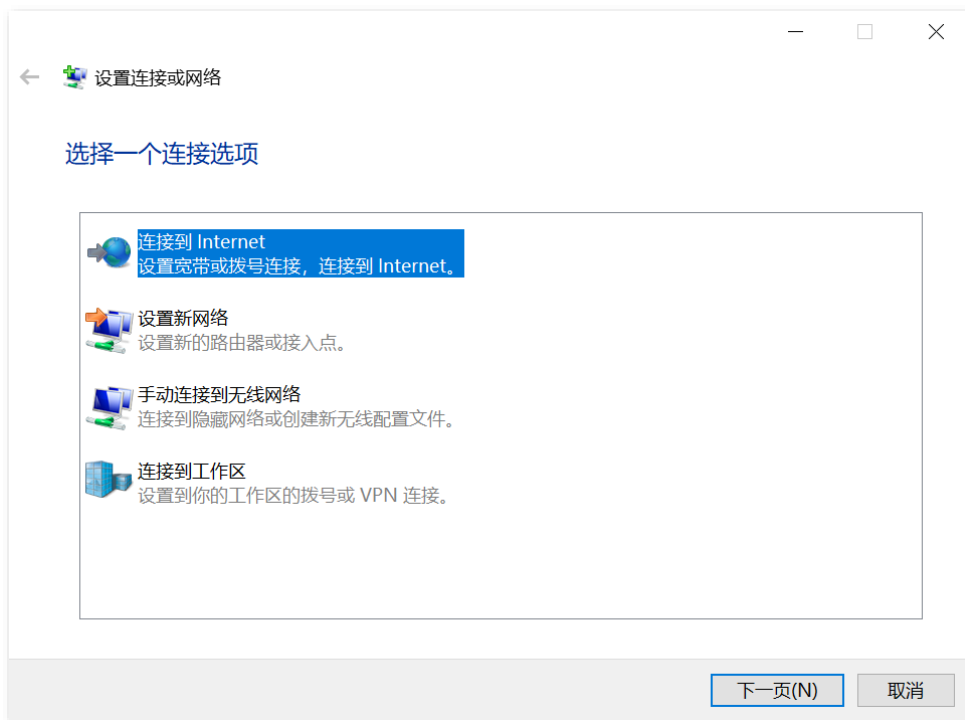 设置连接或网络
选择一个连接选项
连接到 Internet
设置宽带或拨号连接，连接到 Internet。
设置新网络
设置新的路由器或接入点。
手动连接到无线网络
连接到隐藏网络或创建新无线配置文件。
连接到工作区
设置到你的工作区的拨号或 VPN 连接。
下一页(N)
取消